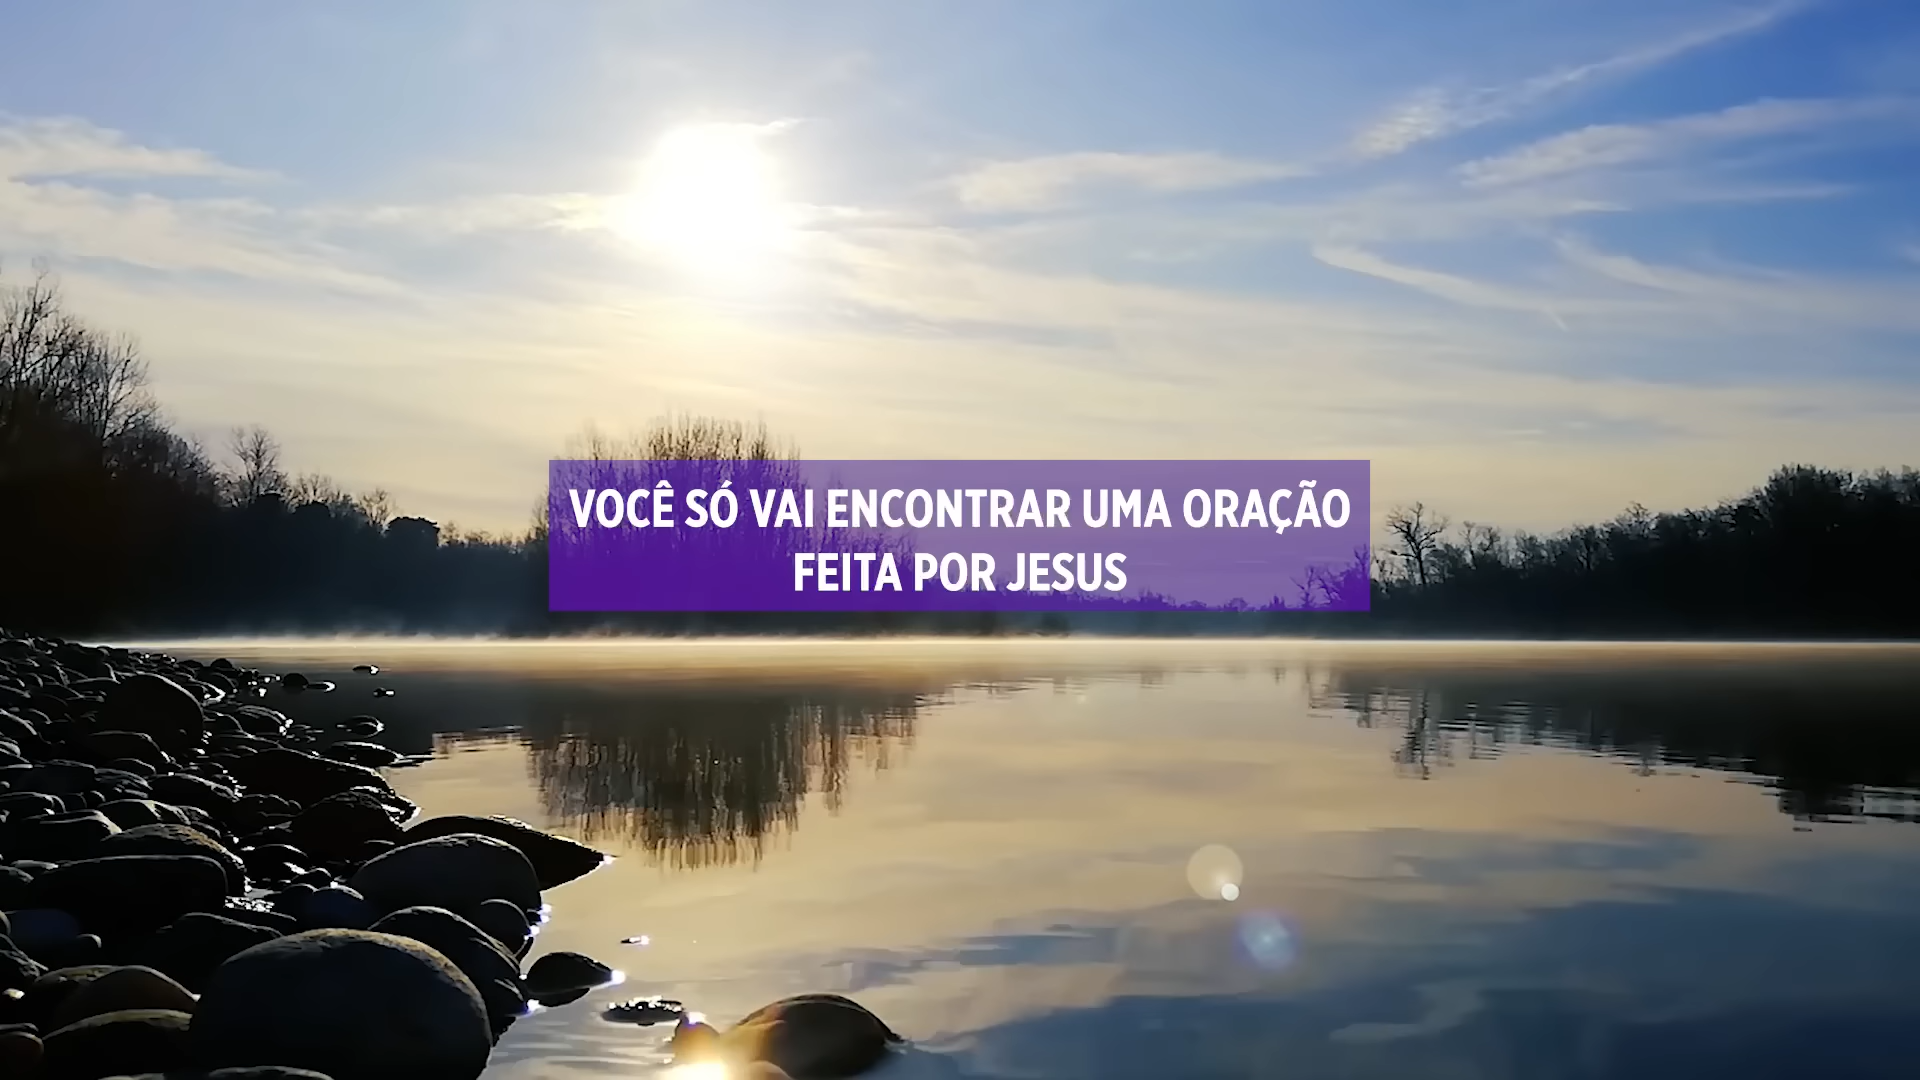 VOCÊ SÓ VAI ENCONTRAR UMA ORAÇÃO
FEITA POR JESUS